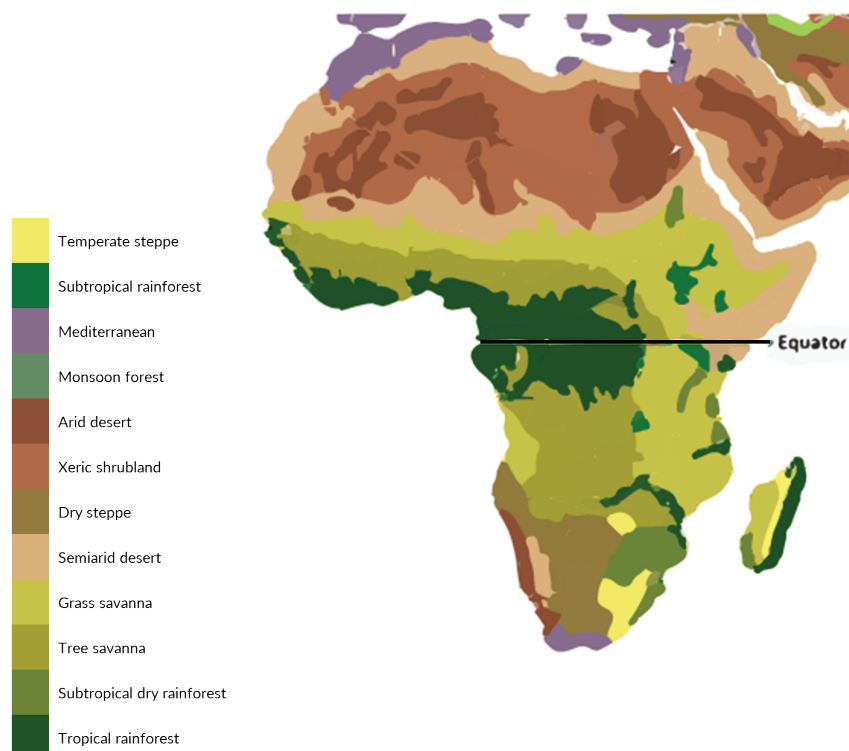 Temperate steppe
Subtropical rainforest
Mediterranean
Monsoon forest
Arid desert
Xeric shrubland
Dry steppe
Semiarid desert
Grass savanna
Tree savanna
Subtropical dry rainforest
Tropical rainforest
Equator